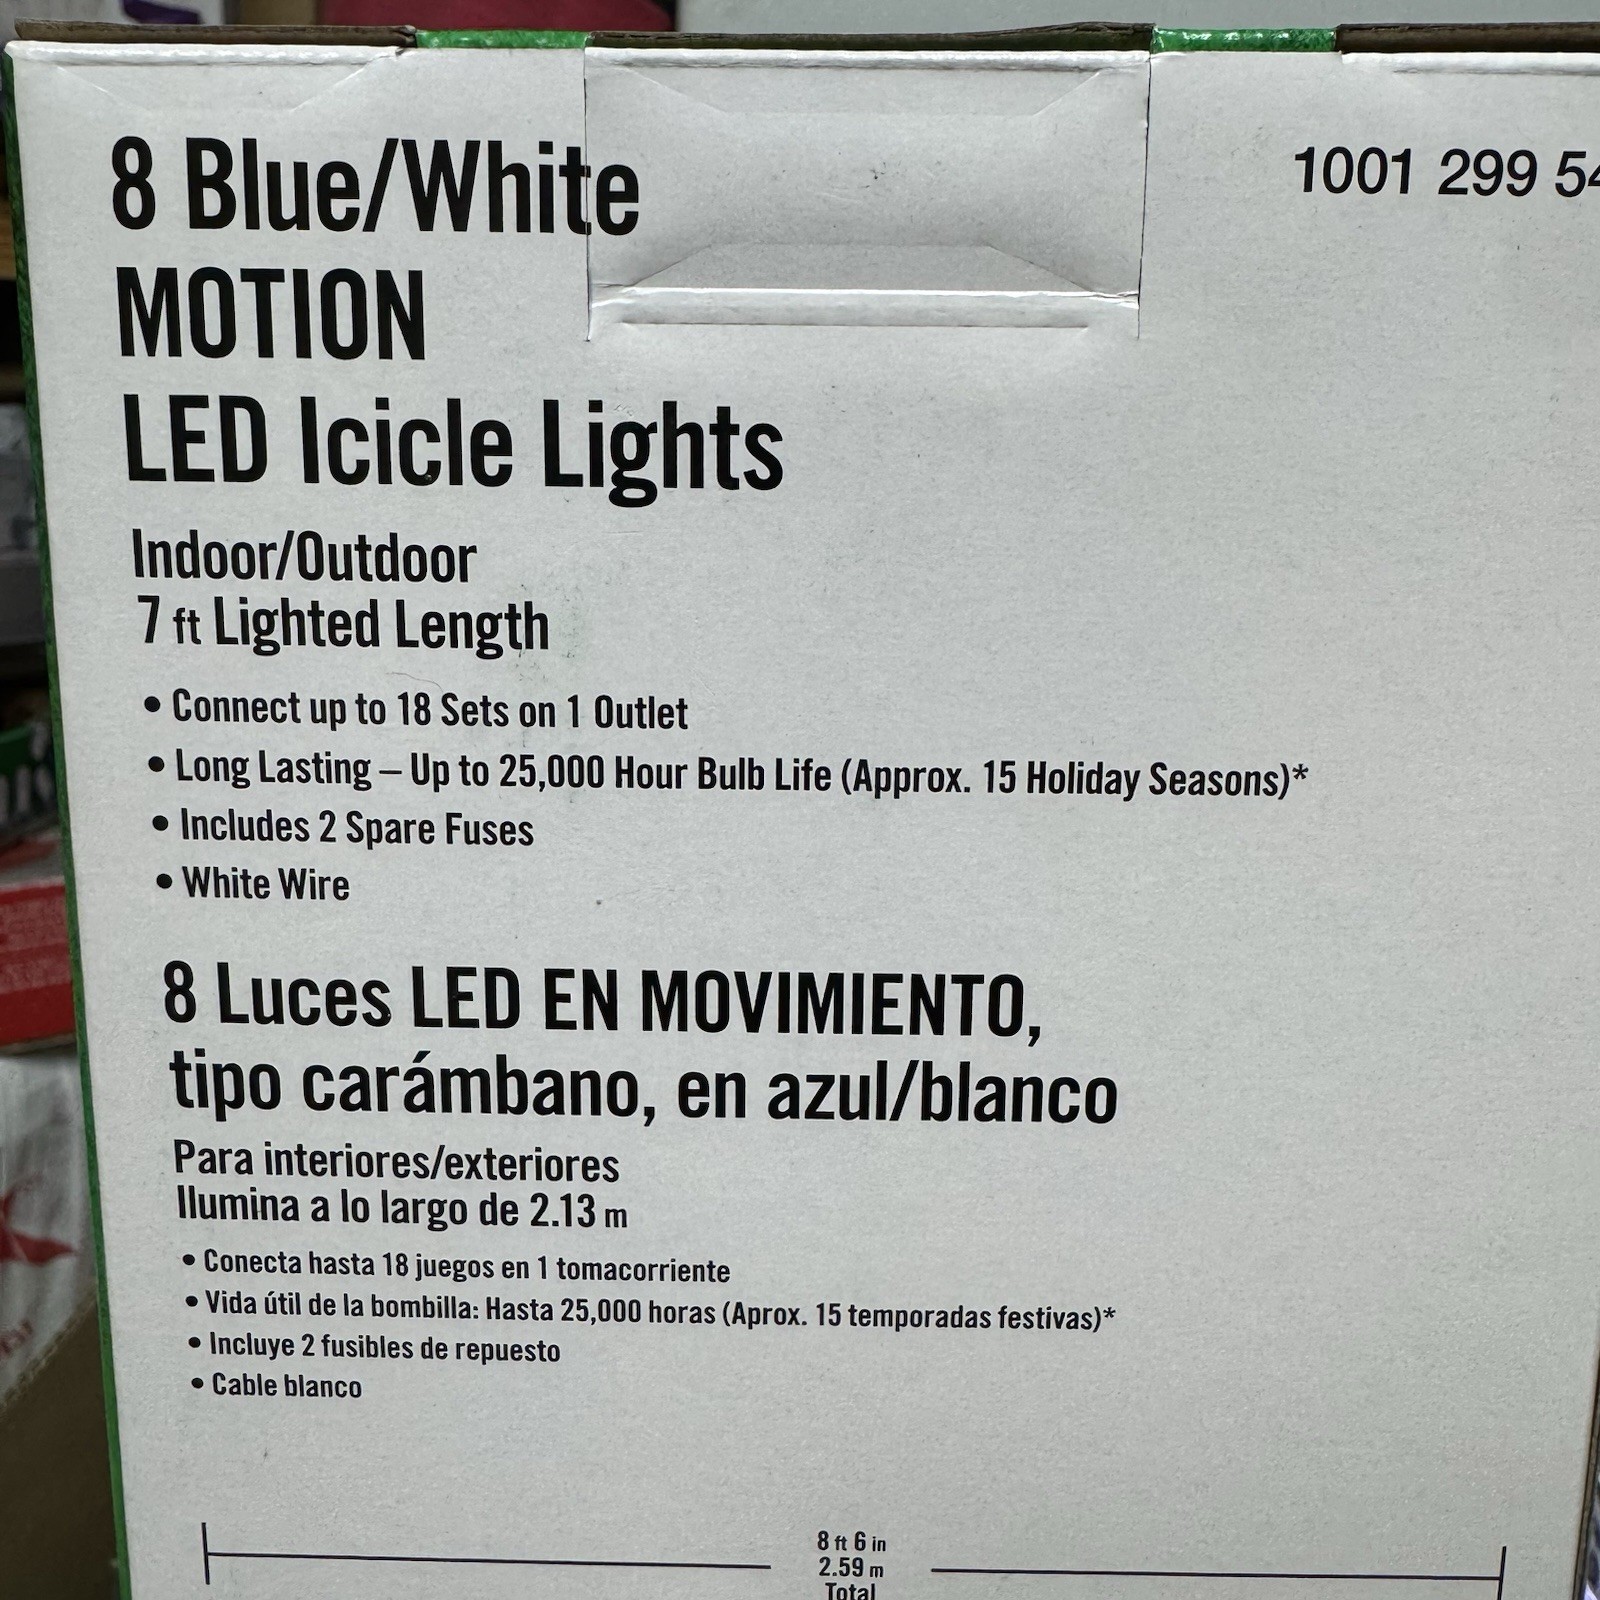 8 Blue/White
1001 299 54
MOTION
LED Icicle Lights
Indoor/Outdoor
7 ft Lighted Length
• Connect up to 18 Sets on 1 Outlet
• Long Lasting – Up to 25,000 Hour Bulb Life (Approx. 15 Holiday Seasons)*
• Includes 2 Spare Fuses
• White Wire
8 Luces LED EN MOVIMIENTO,
tipo carámbano, en azul/blanco
Para interiores/exteriores
Ilumina a lo largo de 2.13 m
• Conecta hasta 18 juegos en 1 tomacorriente
• Vida útil de la bombilla: Hasta 25,000 horas (Aprox. 15 temporadas festivas)*
• Incluye 2 fusibles de repuesto
• Cable blanco
8 ft 6 in
2.59 m
Total